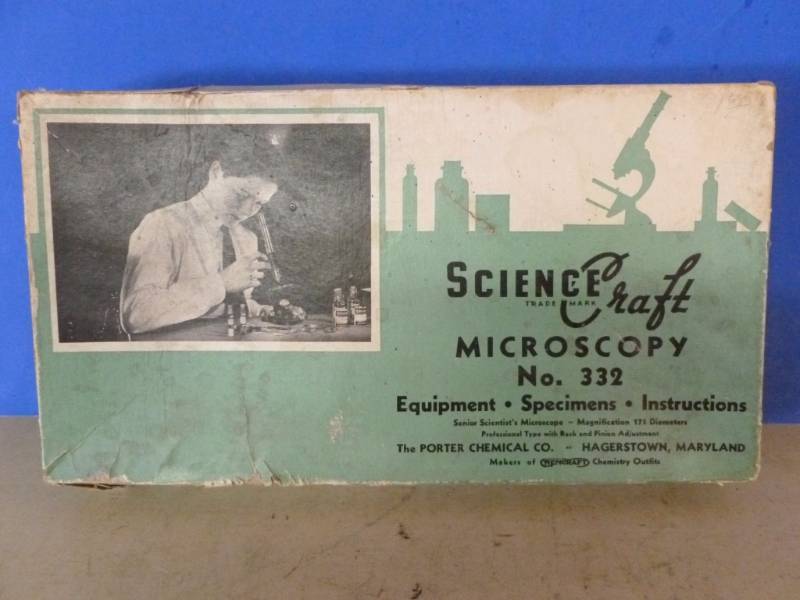 SCIENCE Craft
TRADE MARK
MICROSCOPY
No. 332
Equipment • Specimens • Instructions
Senior Scientist's Microscope - Magnification 175 Diameters
Professional Type with Rack and Pinion Adjustment
The PORTER CHEMICAL CO. - HAGERSTOWN, MARYLAND
Makers of CHEMCRAFT Chemistry Outfits